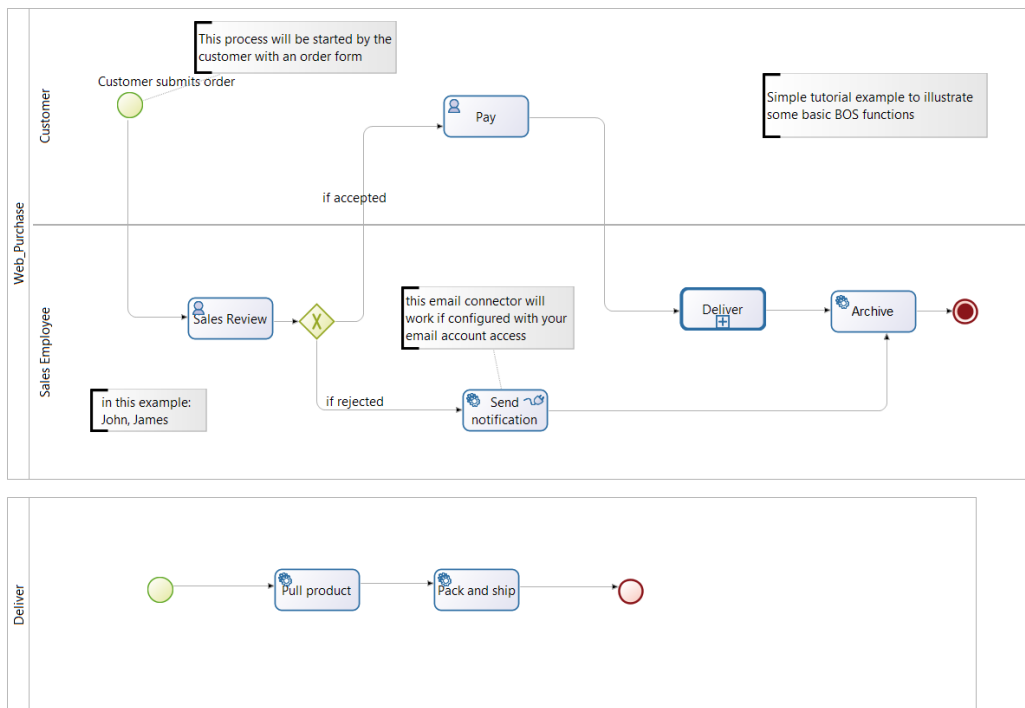 This process will be started by the
customer with an order form
Customer submits order
Customer
Pay
Simple tutorial example to illustrate
some basic BOS functions
if accepted
Web_Purchase
Sales Employee
Sales Review
X
this email connector will
work if configured with your
email account access
Deliver
Archive
in this example:
John, James
if rejected
Send
notification
Deliver
Pull product
Pack and ship